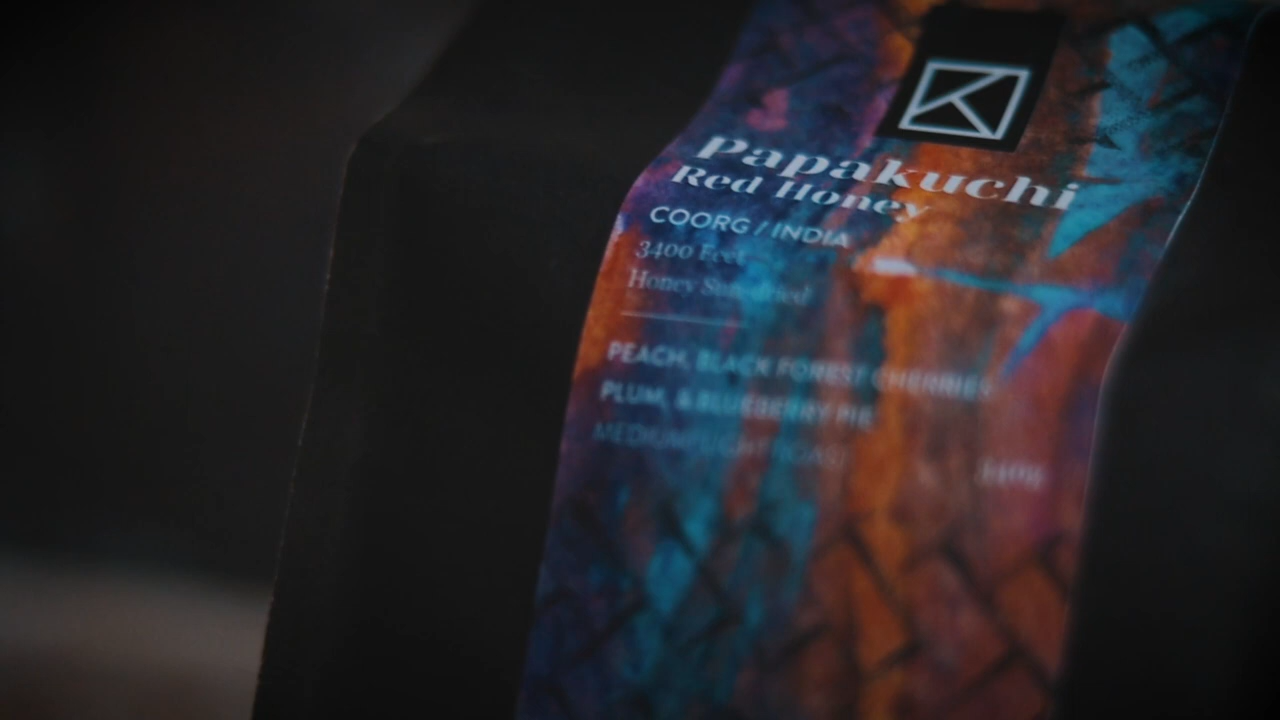 K
Papakuchi
Red Honey
COORG / INDIA
3400 Feet
Honey Sun-dried
PEACH, BLACK FOREST CHERRIES
PLUM, & BLUEBERRY PIE
MEDIUM LIGHT ROAST